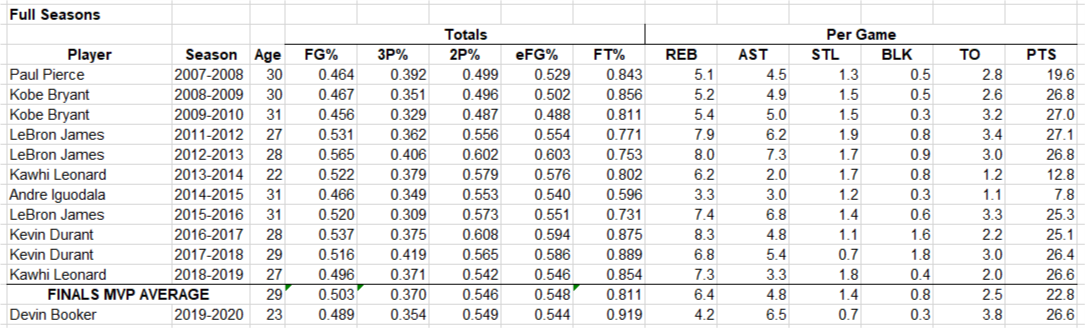 Full Seasons
Totals Per Game
Player Season Age FG% 3P% 2P% eFG% FT% REB AST STL BLK TO PTS
Paul Pierce 2007-2008 30 0.464 0.392 0.499 0.529 0.843 5.1 4.5 1.3 0.5 2.8 19.6
Kobe Bryant 2008-2009 30 0.467 0.351 0.496 0.502 0.856 5.2 4.9 1.5 0.5 2.6 26.8
Kobe Bryant 2009-2010 31 0.456 0.329 0.487 0.488 0.811 5.4 5.0 1.5 0.3 3.2 27.0
LeBron James 2011-2012 27 0.531 0.362 0.556 0.554 0.771 7.9 6.2 1.9 0.8 3.4 27.1
LeBron James 2012-2013 28 0.565 0.406 0.602 0.603 0.753 8.0 7.3 1.7 0.9 3.0 26.8
Kawhi Leonard 2013-2014 22 0.522 0.379 0.579 0.576 0.802 6.2 2.0 1.7 0.8 1.2 12.8
Andre Iguodala 2014-2015 31 0.466 0.349 0.553 0.540 0.596 3.3 3.0 1.2 0.3 1.1 7.8
LeBron James 2015-2016 31 0.520 0.309 0.573 0.551 0.731 7.4 6.8 1.4 0.6 3.3 25.3
Kevin Durant 2016-2017 28 0.537 0.375 0.608 0.594 0.875 8.3 4.8 1.1 1.6 2.2 25.1
Kevin Durant 2017-2018 29 0.516 0.419 0.565 0.586 0.889 6.8 5.4 0.7 1.8 3.0 26.4
Kawhi Leonard 2018-2019 27 0.496 0.371 0.542 0.546 0.854 7.3 3.3 1.8 0.4 2.0 26.6
FINALS MVP AVERAGE 29 0.503 0.370 0.546 0.548 0.811 6.4 4.8 1.4 0.8 2.5 22.8
Devin Booker 2019-2020 23 0.489 0.354 0.549 0.544 0.919 4.2 6.5 0.7 0.3 3.8 26.6